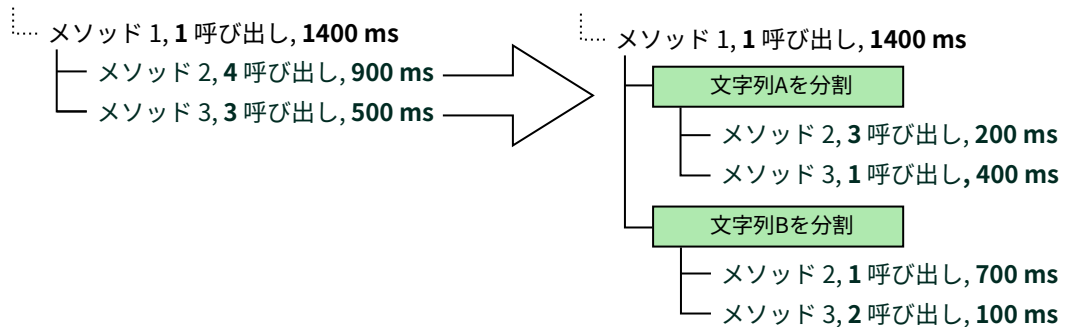 メソッド 1, 1 呼び出し, 1400 ms
メソッド 2, 4 呼び出し, 900 ms
メソッド 3, 3 呼び出し, 500 ms
メソッド 1, 1 呼び出し, 1400 ms
文字列Aを分割
メソッド 2, 3 呼び出し, 200 ms
メソッド 3, 1 呼び出し, 400 ms
文字列Bを分割
メソッド 2, 1 呼び出し, 700 ms
メソッド 3, 2 呼び出し, 100 ms